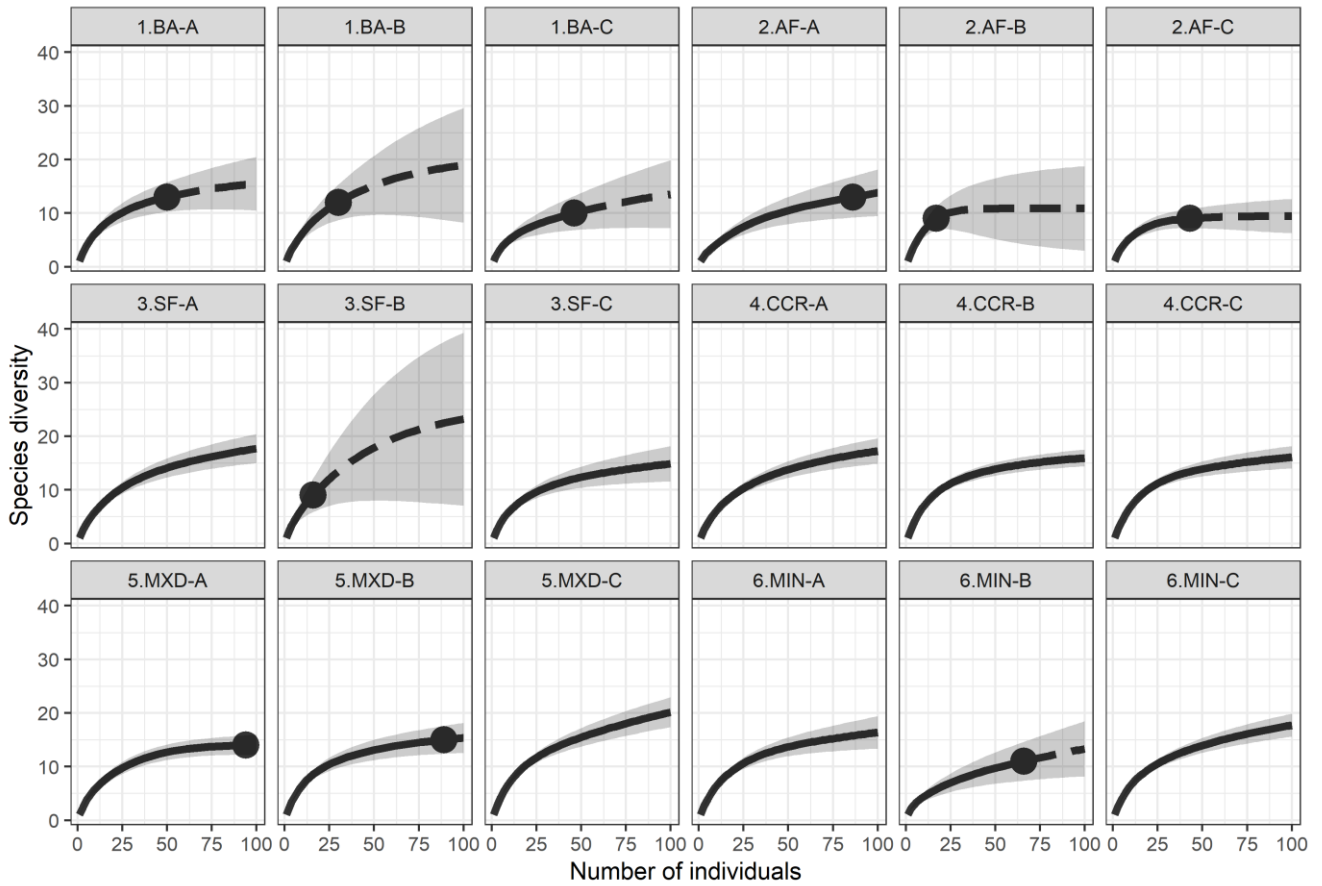 1.BA-A 1.BA-B 1.BA-C 2.AF-A 2.AF-B 2.AF-C
40
30
20
10
0
3.SF-A 3.SF-B 3.SF-C 4.CCR-A 4.CCR-B 4.CCR-C
40
30
20
10
0
Species diversity
5.MXD-A 5.MXD-B 5.MXD-C 6.MIN-A 6.MIN-B 6.MIN-C
40
30
20
10
0
0 25 50 75 100 0 25 50 75 100 0 25 50 75 100 0 25 50 75 100 0 25 50 75 100 0 25 50 75 100
Number of individuals